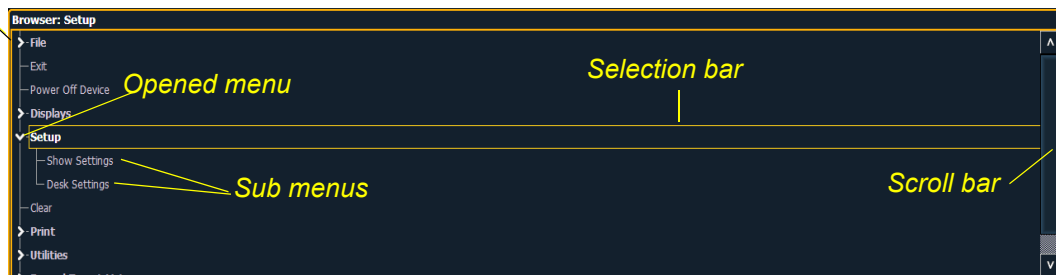 Browser: Setup
File
Exit
Power Off Device
Opened menu
Selection bar
Displays
Setup
Show Settings
Desk Settings
Sub menus
Scroll bar
Clear
Print
Utilities